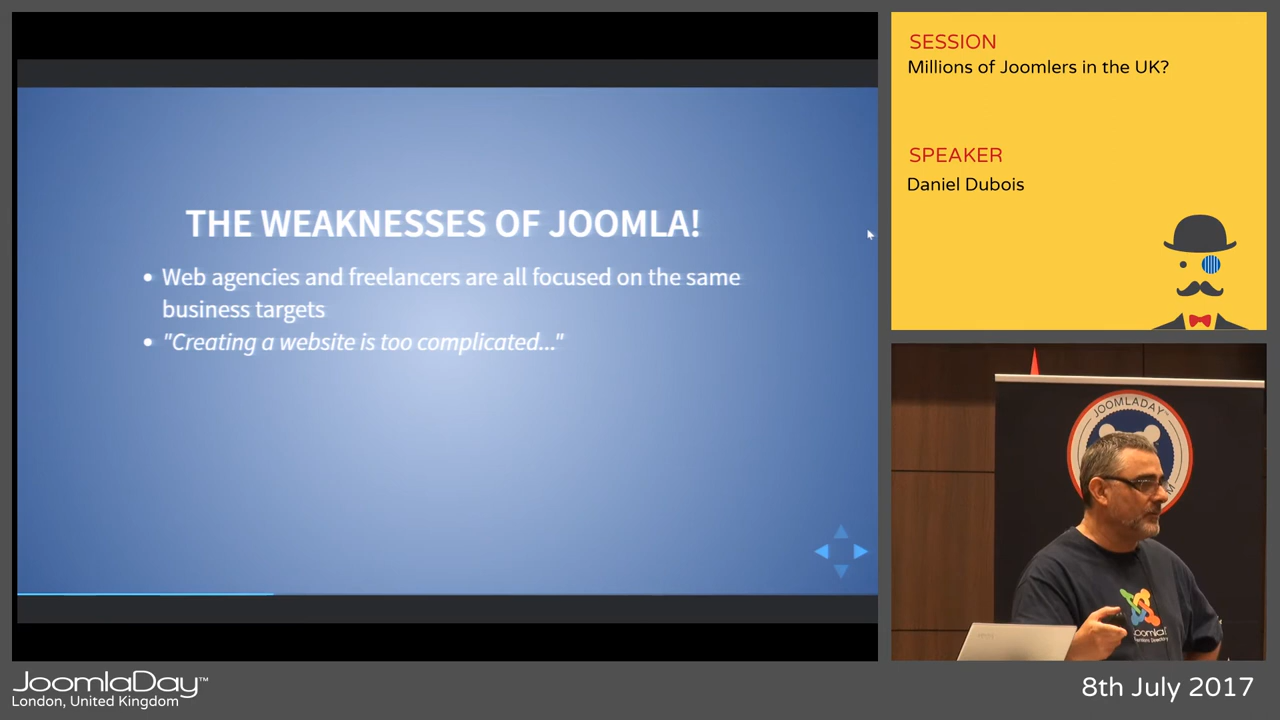 THE WEAKNESSES OF JOOMLA!
• Web agencies and freelancers are all focused on the same
business targets
• "Creating a website is too complicated..."
SESSION
Millions of Joomlers in the UK?
SPEAKER
Daniel Dubois
JOOMLADAY™
Joomla!
JoomlaDay™
London, United Kingdom
8th July 2017